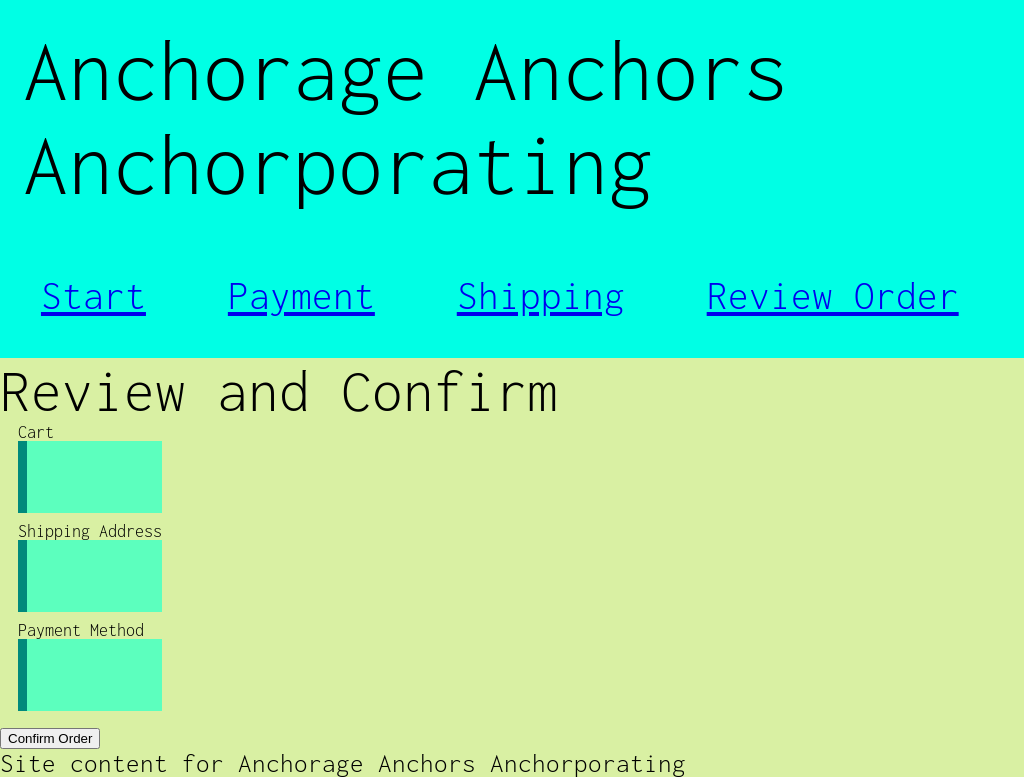 Anchorage Anchors
Anchorporating
Start Payment Shipping Review Order
Review and Confirm
Cart
Shipping Address
Payment Method
Confirm Order
Site content for Anchorage Anchors Anchorporating